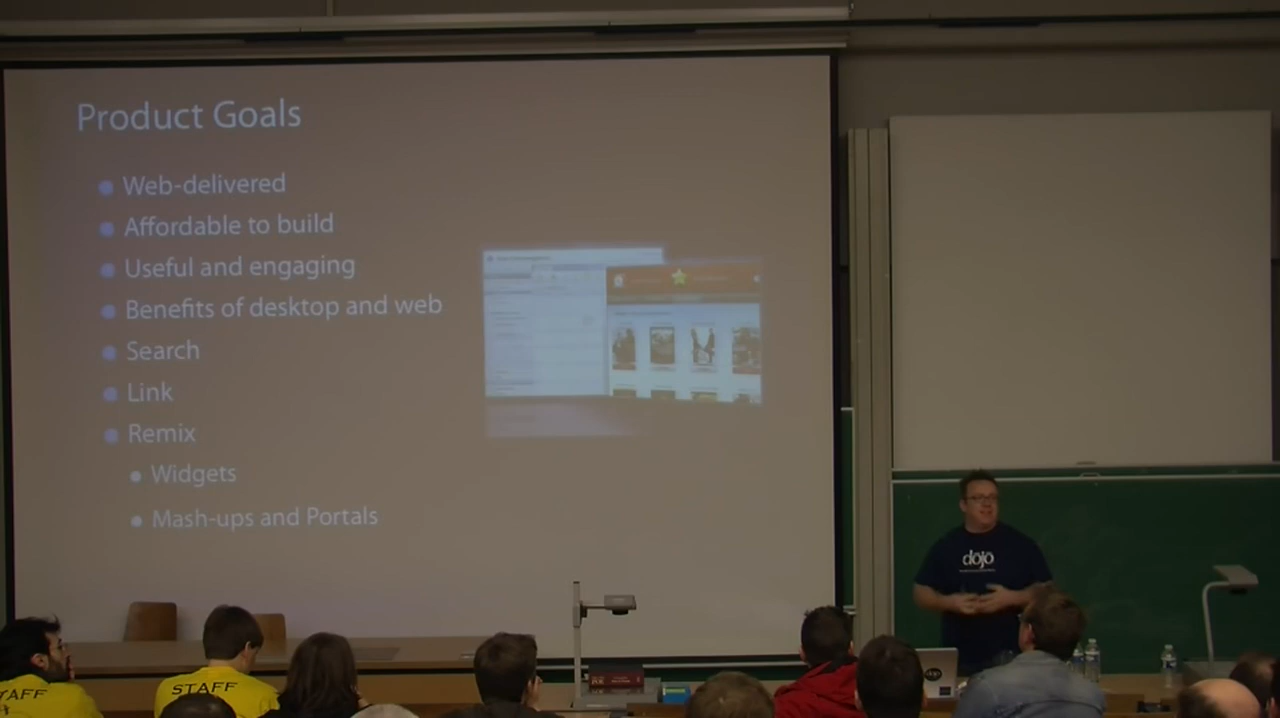 Product Goals
Web-delivered
Affordable to build
Useful and engaging
Benefits of desktop and web
Search
Link
Remix
Widgets
Mash-ups and Portals
dojo
STAFF
STAFF